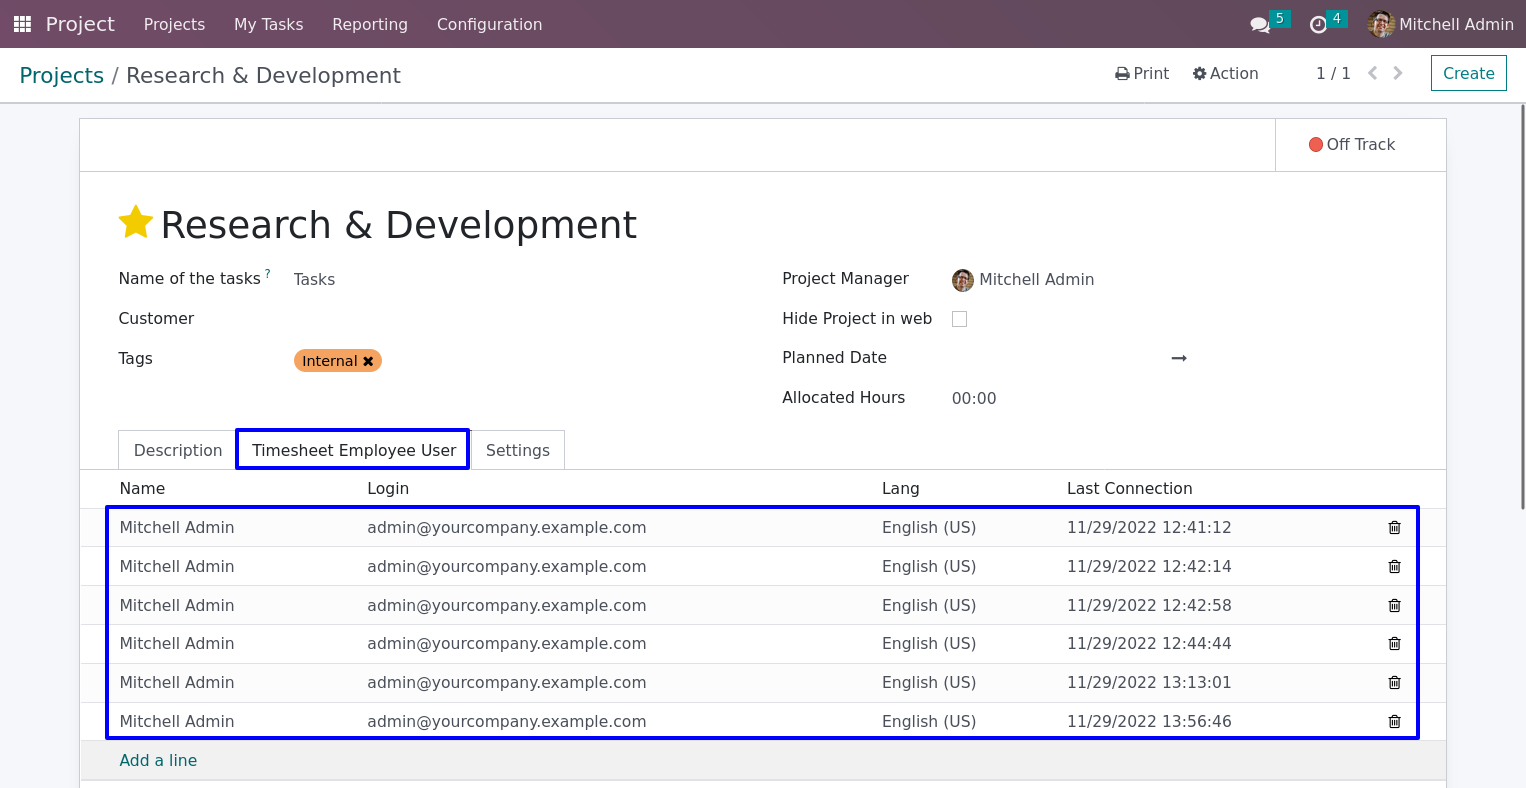 Project Projects My Tasks Reporting Configuration 5 4 Mitchell Admin
Projects / Research & Development Print Action 1 / 1 Create
Off Track
Research & Development
Name of the tasks ? Tasks Project Manager Mitchell Admin
Customer Hide Project in web
Tags Internal Planned Date
Allocated Hours 00:00
Description Timesheet Employee User Settings
Name Login Lang Last Connection
Mitchell Admin admin@yourcompany.example.com English (US) 11/29/2022 12:41:12
Mitchell Admin admin@yourcompany.example.com English (US) 11/29/2022 12:42:14
Mitchell Admin admin@yourcompany.example.com English (US) 11/29/2022 12:42:58
Mitchell Admin admin@yourcompany.example.com English (US) 11/29/2022 12:44:44
Mitchell Admin admin@yourcompany.example.com English (US) 11/29/2022 13:13:01
Mitchell Admin admin@yourcompany.example.com English (US) 11/29/2022 13:56:46
Add a line